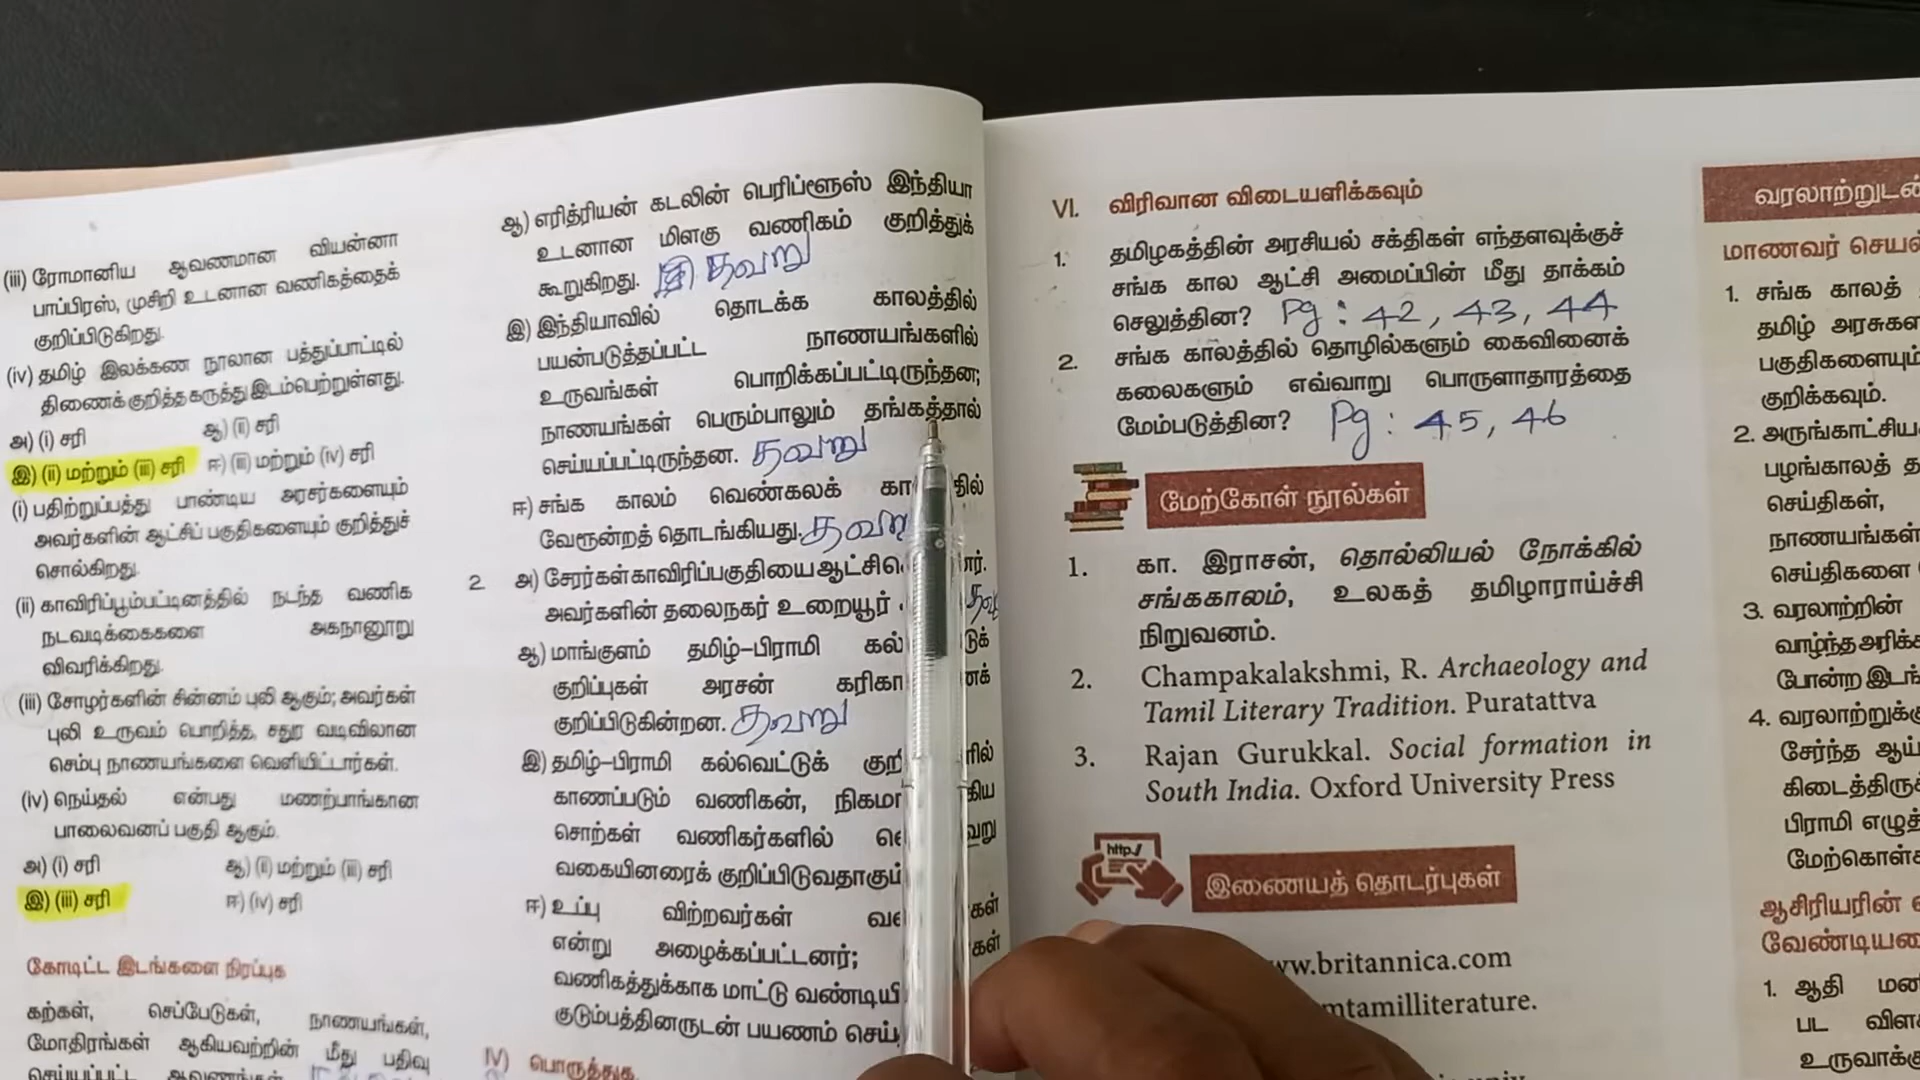 (iii) ரோமானிய ஆவணமான வியன்னா
பாப்பிரஸ், முசிறி உடனான வணிகத்தைக்
குறிப்பிடுகிறது.
(iv) தமிழ் இலக்கண நூலான பத்துப்பாட்டில்
திணைக் குறித்த கருத்து இடம்பெற்றுள்ளது.
அ) (i) சரி ஆ) (ii) சரி
இ) (ii) மற்றும் (iii) சரி ஈ) (iii) மற்றும் (iv) சரி
(i) பதிற்றுப்பத்து பாண்டிய அரசர்களையும்
அவர்களின் ஆட்சிப் பகுதிகளையும் குறித்துச்
சொல்கிறது.
(ii) காவிரிப்பூம்பட்டினத்தில் நடந்த வணிக
நடவடிக்கைகளை அகநானூறு
விவரிக்கிறது.
(iii) சோழர்களின் சின்னம் புலி ஆகும்; அவர்கள்
புலி உருவம் பொறித்த, சதுர வடிவிலான
செம்பு நாணயங்களை வெளியிட்டார்கள்.
(iv) நெய்தல் என்பது மணற்பாங்கான
பாலைவனப் பகுதி ஆகும்.
அ) (i) சரி ஆ) (ii) மற்றும் (iii) சரி
இ) (iii) சரி ஈ) (iv) சரி
கோடிட்ட இடங்களை நிரப்புக
கற்கள், செப்பேடுகள், நாணயங்கள்,
மோதிரங்கள் ஆகியவற்றின் மீது பதிவு
செய்யப்பட்ட ஆவணங்கள்
ஆ) எரித்ரியன் கடலின் பெரிப்ளூஸ் இந்தியா
உடனான மிளகு வணிகம் குறித்துக்
கூறுகிறது. தவறு
இ) இந்தியாவில் தொடக்க காலத்தில்
பயன்படுத்தப்பட்ட நாணயங்களில்
உருவங்கள் பொறிக்கப்பட்டிருந்தன;
நாணயங்கள் பெரும்பாலும் தங்கத்தால்
செய்யப்பட்டிருந்தன. தவறு
ஈ) சங்க காலம் வெண்கலக்
வேரூன்றத் தொடங்கியது. தவறு
2 அ) சேரர்கள் காவிரிப்பகுதியை
அவர்களின் தலைநகர் உறையூர்
ஆ) மாங்குளம் தமிழ்–பிராமி
குறிப்புகள் அரசன்
குறிப்பிடுகின்றன. தவறு
இ) தமிழ்–பிராமி கல்வெட்டுக்
காணப்படும் வணிகன்,
சொற்கள் வணிகர்களில்
வகையினரைக்
ஈ) உப்பு விற்றவர்கள்
என்று அழைக்கப்பட்டனர்;
வணிகத்துக்காக மாட்டு
குடும்பத்தினருடன் பயணம்
IV) பொருத்துக.
VI. விரிவான விடையளிக்கவும்
1. தமிழகத்தின் அரசியல் சக்திகள் எந்தளவுக்குச்
சங்க கால ஆட்சி அமைப்பின் மீது தாக்கம்
செலுத்தின? Pg : 42, 43, 44
2. சங்க காலத்தில் தொழில்களும் கைவினைக்
கலைகளும் எவ்வாறு பொருளாதாரத்தை
மேம்படுத்தின? Pg : 45, 46
மேற்கோள் நூல்கள்
1. கா. இராசன், தொல்லியல் நோக்கில்
சங்ககாலம், உலகத் தமிழாராய்ச்சி
நிறுவனம்.
2. Champakalakshmi, R. Archaeology and
Tamil Literary Tradition. Puratattva
3. Rajan Gurukkal. Social formation in
South India. Oxford University Press
http://
இணையத் தொடர்புகள்
ww.britannica.com
mtamilliterature.
வரலாற்றுடன்
மாணவர் செயல்
1. சங்க காலத்
தமிழ் அரசுகள
பகுதிகளையும்
குறிக்கவும்.
2. அருங்காட்சிய
பழங்காலத்
செய்திகள்,
நாணயங்கள்
செய்திகளை
3. வரலாற்றின்
வாழ்ந்த
போன்ற
4. வரலாற்றுக்கு
சேர்ந்த
கிடைத்திருக்
பிராமி
மேற்கொள்க
ஆசிரியரின்
வேண்டியவை
1. ஆதி
பட
உருவாக்கு